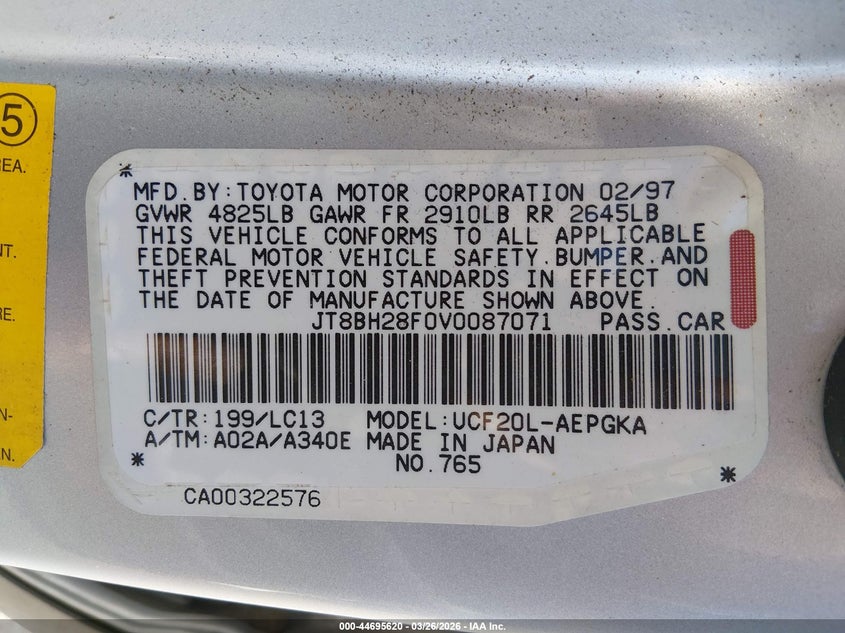 5
REA.
MFD.BY:TOYOTA MOTOR CORPORATION 02/97
GVWR 4825LB GAWR FR 2910LB RR 2645LB
THIS VEHICLE CONFORMS TO ALL APPLICABLE
FEDERAL MOTOR VEHICLE SAFETY.BUMPER.AND
THEFT PREVENTION STANDARDS IN EFFECT ON
THE DATE OF MANUFACTURE SHOWN ABOVE.
JT8BH28F0V0087071 PASS.CAR
C/TR:199/LC13 MODEL:UCF20L-AEPGKA
A/TM:A02A/A340E MADE IN JAPAN
NO.765
CA00322576
NT.
RE.
N-
N.
000-44695620 | 03/26/2026 - IAA Inc.